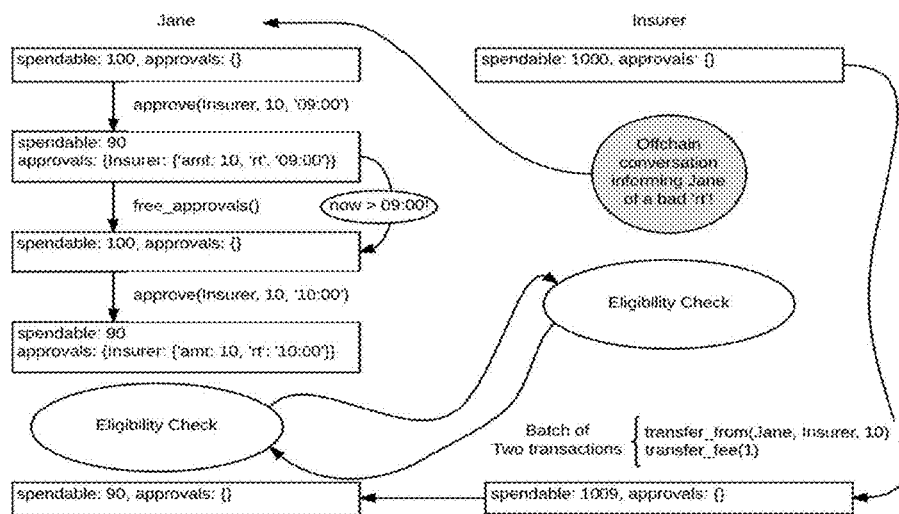 Jane
Insurer
spendable: 100, approvals: {}
spendable: 1000, approvals: {}
approve(Insurer, 10, '09:00')
spendable: 90
approvals: {Insurer: {'amt: 10, 'rt'. '09:00'}}
Offchain
conversation
informing Jane
of a bad 'rt'!
free_approvals()
now > 09:00!
spendable: 100, approvals: {}
approve(Insurer, 10, '10:00')
Eligibility Check
spendable: 90
approvals: {Insurer: {'amt: 10, 'rt': '10:00'}}
Eligibility Check
Batch of
Two transactions
transfer_from(Jane, Insurer, 10)
transfer_fee(1)
spendable: 90, approvals: {}
spendable: 1009, approvals: {}